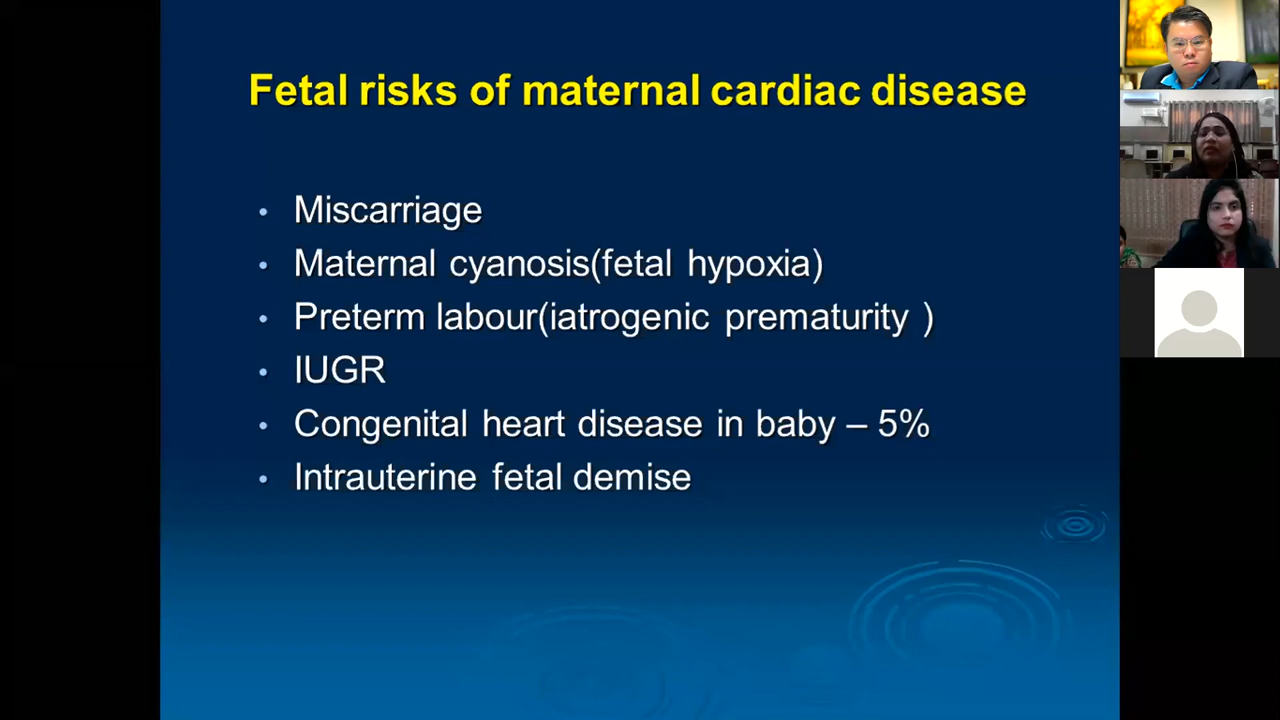 Fetal risks of maternal cardiac disease
• Miscarriage
• Maternal cyanosis(fetal hypoxia)
• Preterm labour(iatrogenic prematurity )
• IUGR
• Congenital heart disease in baby – 5%
• Intrauterine fetal demise